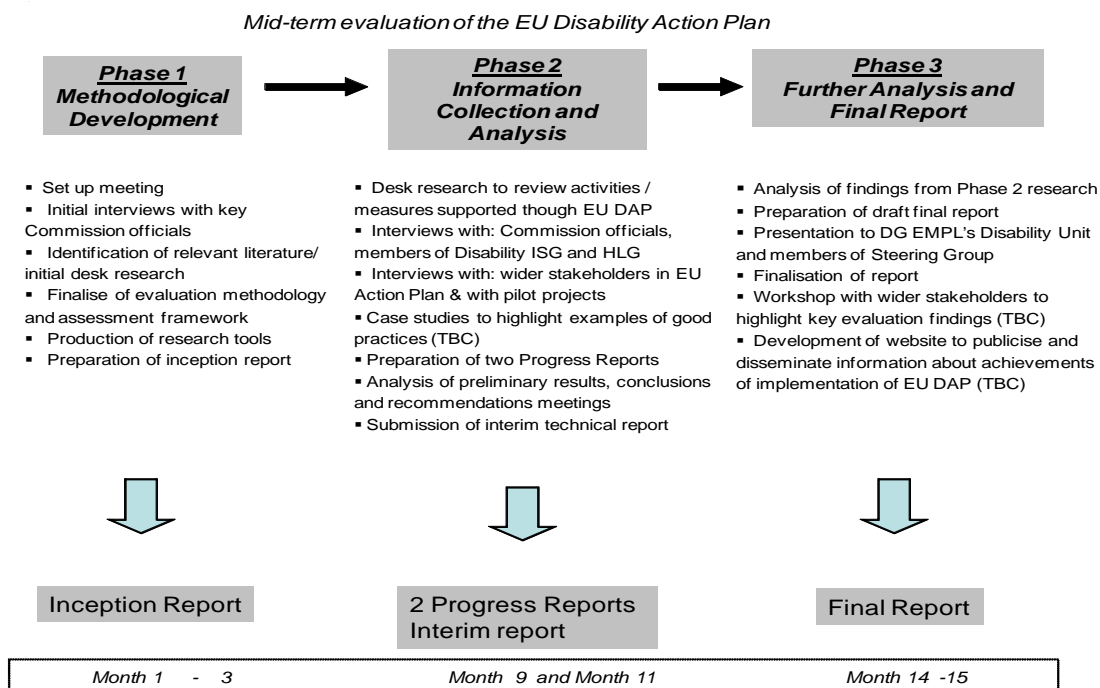 Mid-term evaluation of the EU Disability Action Plan
Phase 1
Methodological
Development
Phase 2
Information
Collection and
Analysis
Phase 3
Further Analysis and
Final Report
▪ Set up meeting
▪ Initial interviews with key
Commission officials
▪ Identification of relevant literature/
initial desk research
▪ Finalise of evaluation methodology
and assessment framework
▪ Production of research tools
▪ Preparation of inception report
▪ Desk research to review activities /
measures supported though EU DAP
▪ Interviews with: Commission officials,
members of Disability ISG and HLG
▪ Interviews with: wider stakeholders in EU
Action Plan & with pilot projects
▪ Case studies to highlight examples of good
practices (TBC)
▪ Preparation of two Progress Reports
▪ Analysis of preliminary results, conclusions
and recommendations meetings
▪ Submission of interim technical report
▪ Analysis of findings from Phase 2 research
▪ Preparation of draft final report
▪ Presentation to DG EMPL's Disability Unit
and members of Steering Group
▪ Finalisation of report
▪ Workshop with wider stakeholders to
highlight key evaluation findings (TBC)
▪ Development of website to publicise and
disseminate information about achievements
of implementation of EU DAP (TBC)
Inception Report
2 Progress Reports
Interim report
Final Report
Month 1 - 3
Month 9 and Month 11
Month 14 -15